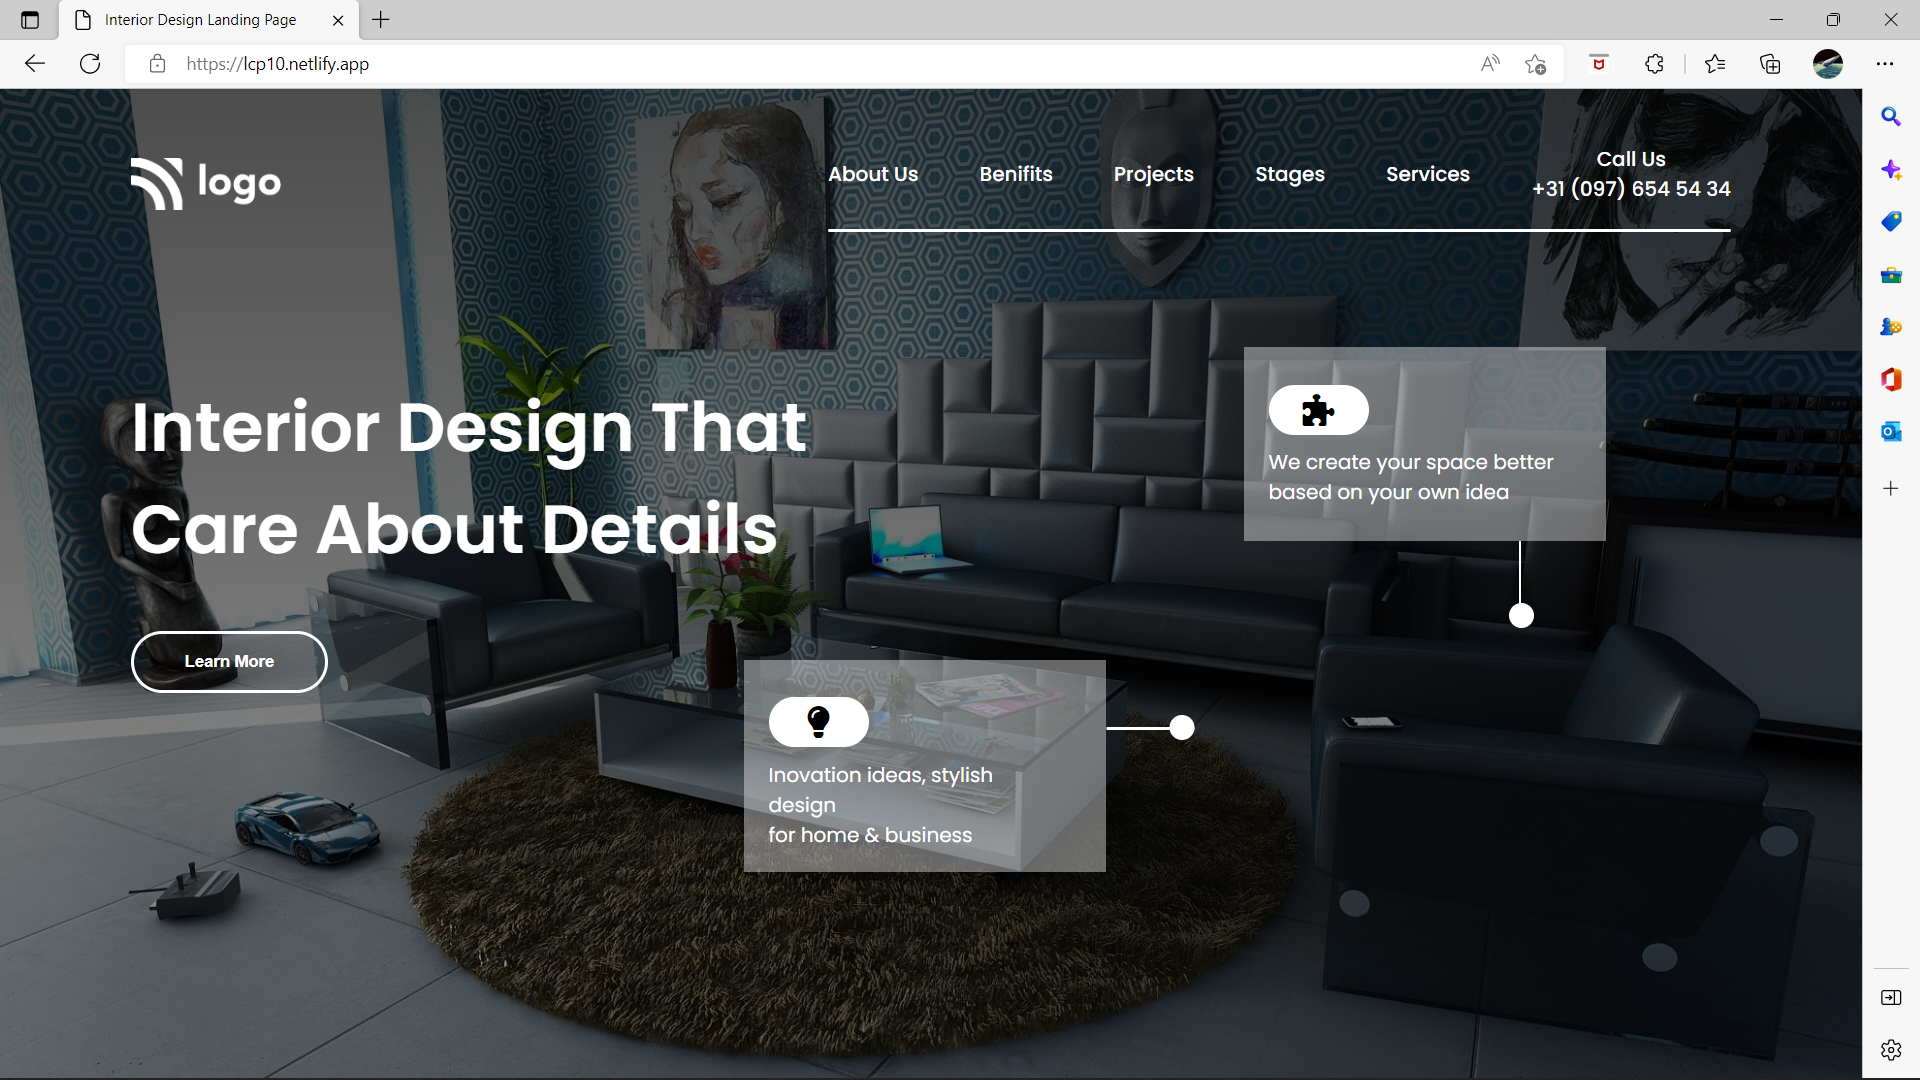 Interior Design Landing Page
https://lcp10.netlify.app
logo
About Us
Benifits
Projects
Stages
Services
Call Us
+31 (097) 654 54 34
Interior Design That
Care About Details
Learn More
We create your space better
based on your own idea
Inovation ideas, stylish
design
for home & business